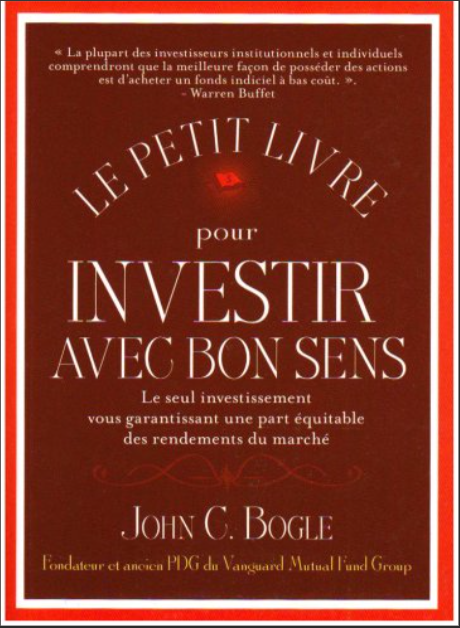 « La plupart des investisseurs institutionnels et individuels
comprendront que la meilleure façon de posséder des actions
est d'acheter un fonds indiciel à bas coût. ».
- Warren Buffet
LE PETIT LIVRE
pour
INVESTIR
AVEC BON SENS
Le seul investissement
vous garantissant une part équitable
des rendements du marché
JOHN C. BOGLE
Fondateur et ancien PDG du Vanguard Mutual Fund Group